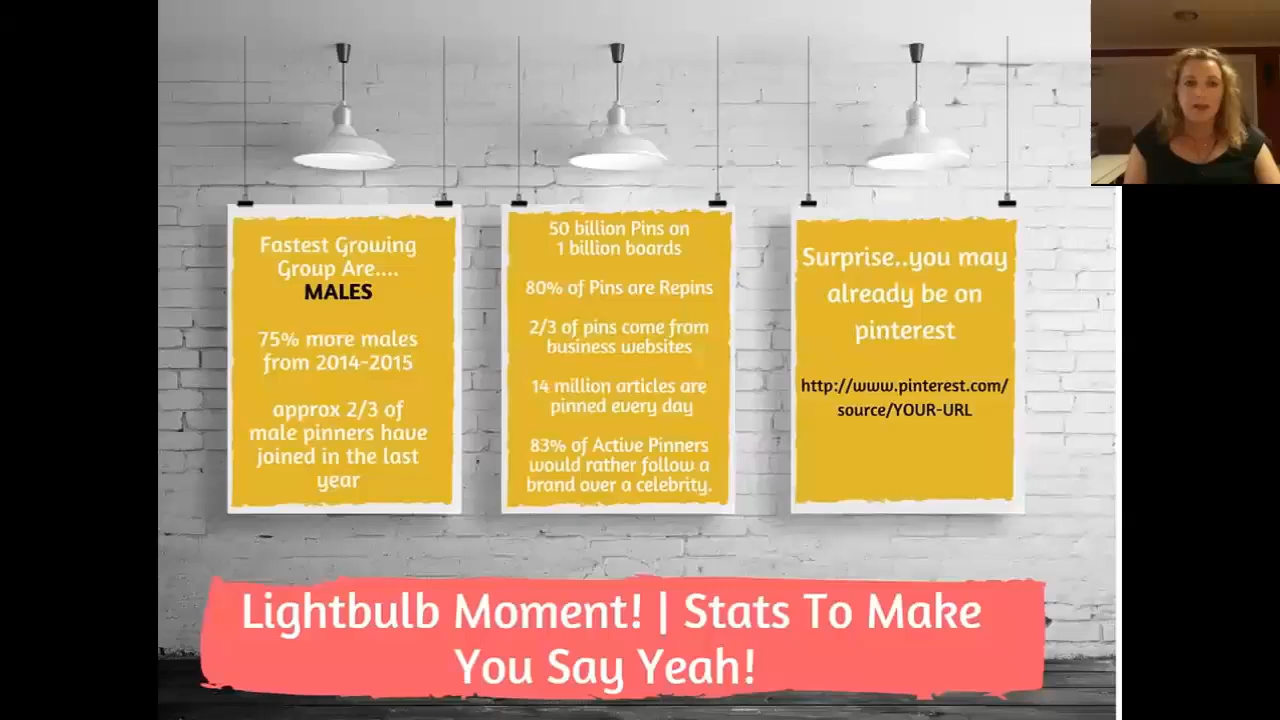 Fastest Growing
Group Are....
MALES
75% more males
from 2014-2015
approx 2/3 of
male pinners have
joined in the last
year
50 billion Pins on
1 billion boards
80% of Pins are Repins
2/3 of pins come from
business websites
14 million articles are
pinned every day
83% of Active Pinners
would rather follow a
brand over a celebrity.
Surprise..you may
already be on
pinterest
http://www.pinterest.com/
source/YOUR-URL
Lightbulb Moment! | Stats To Make
You Say Yeah!